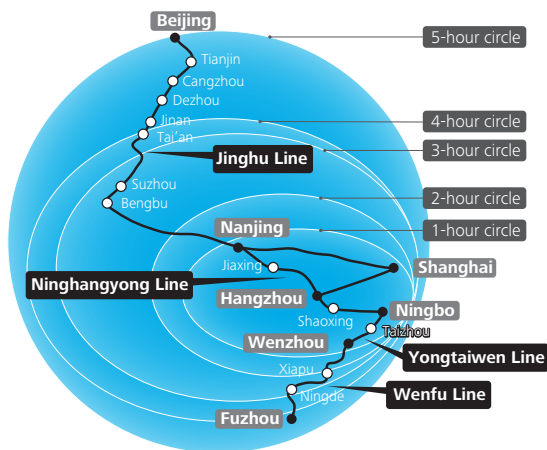 Beijing
5-hour circle
Tianjin
Cangzhou
Dezhou
Jinan
4-hour circle
Tai'an
3-hour circle
Jinghu Line
Suzhou
2-hour circle
Bengbu
Nanjing
1-hour circle
Jiaxing
Shanghai
Ninghangyong Line
Hangzhou
Shaoxing
Ningbo
Taizhou
Wenzhou
Yongtaiwen Line
Xiapu
Ningde
Wenfu Line
Fuzhou